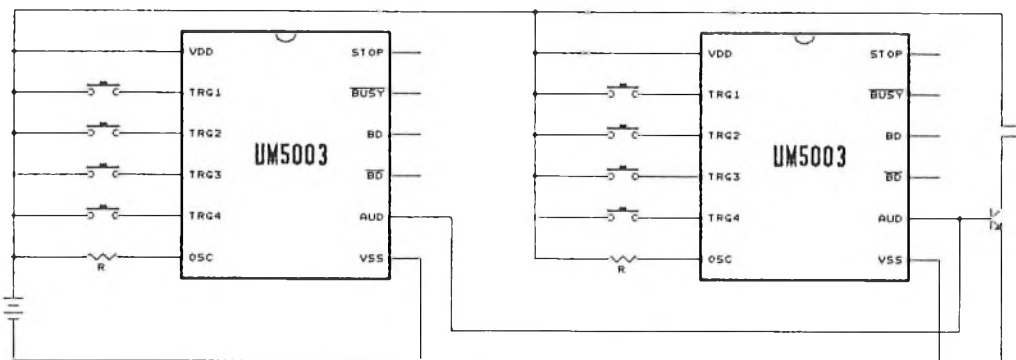 VDD
STOP
TRG1
BUSY
TRG2
BD
UM5003
TRG3
BD
TRG4
AUD
OSC
VSS
R
VDD
STOP
TRG1
BUSY
TRG2
BD
UM5003
TRG3
BD
TRG4
AUD
OSC
VSS
R